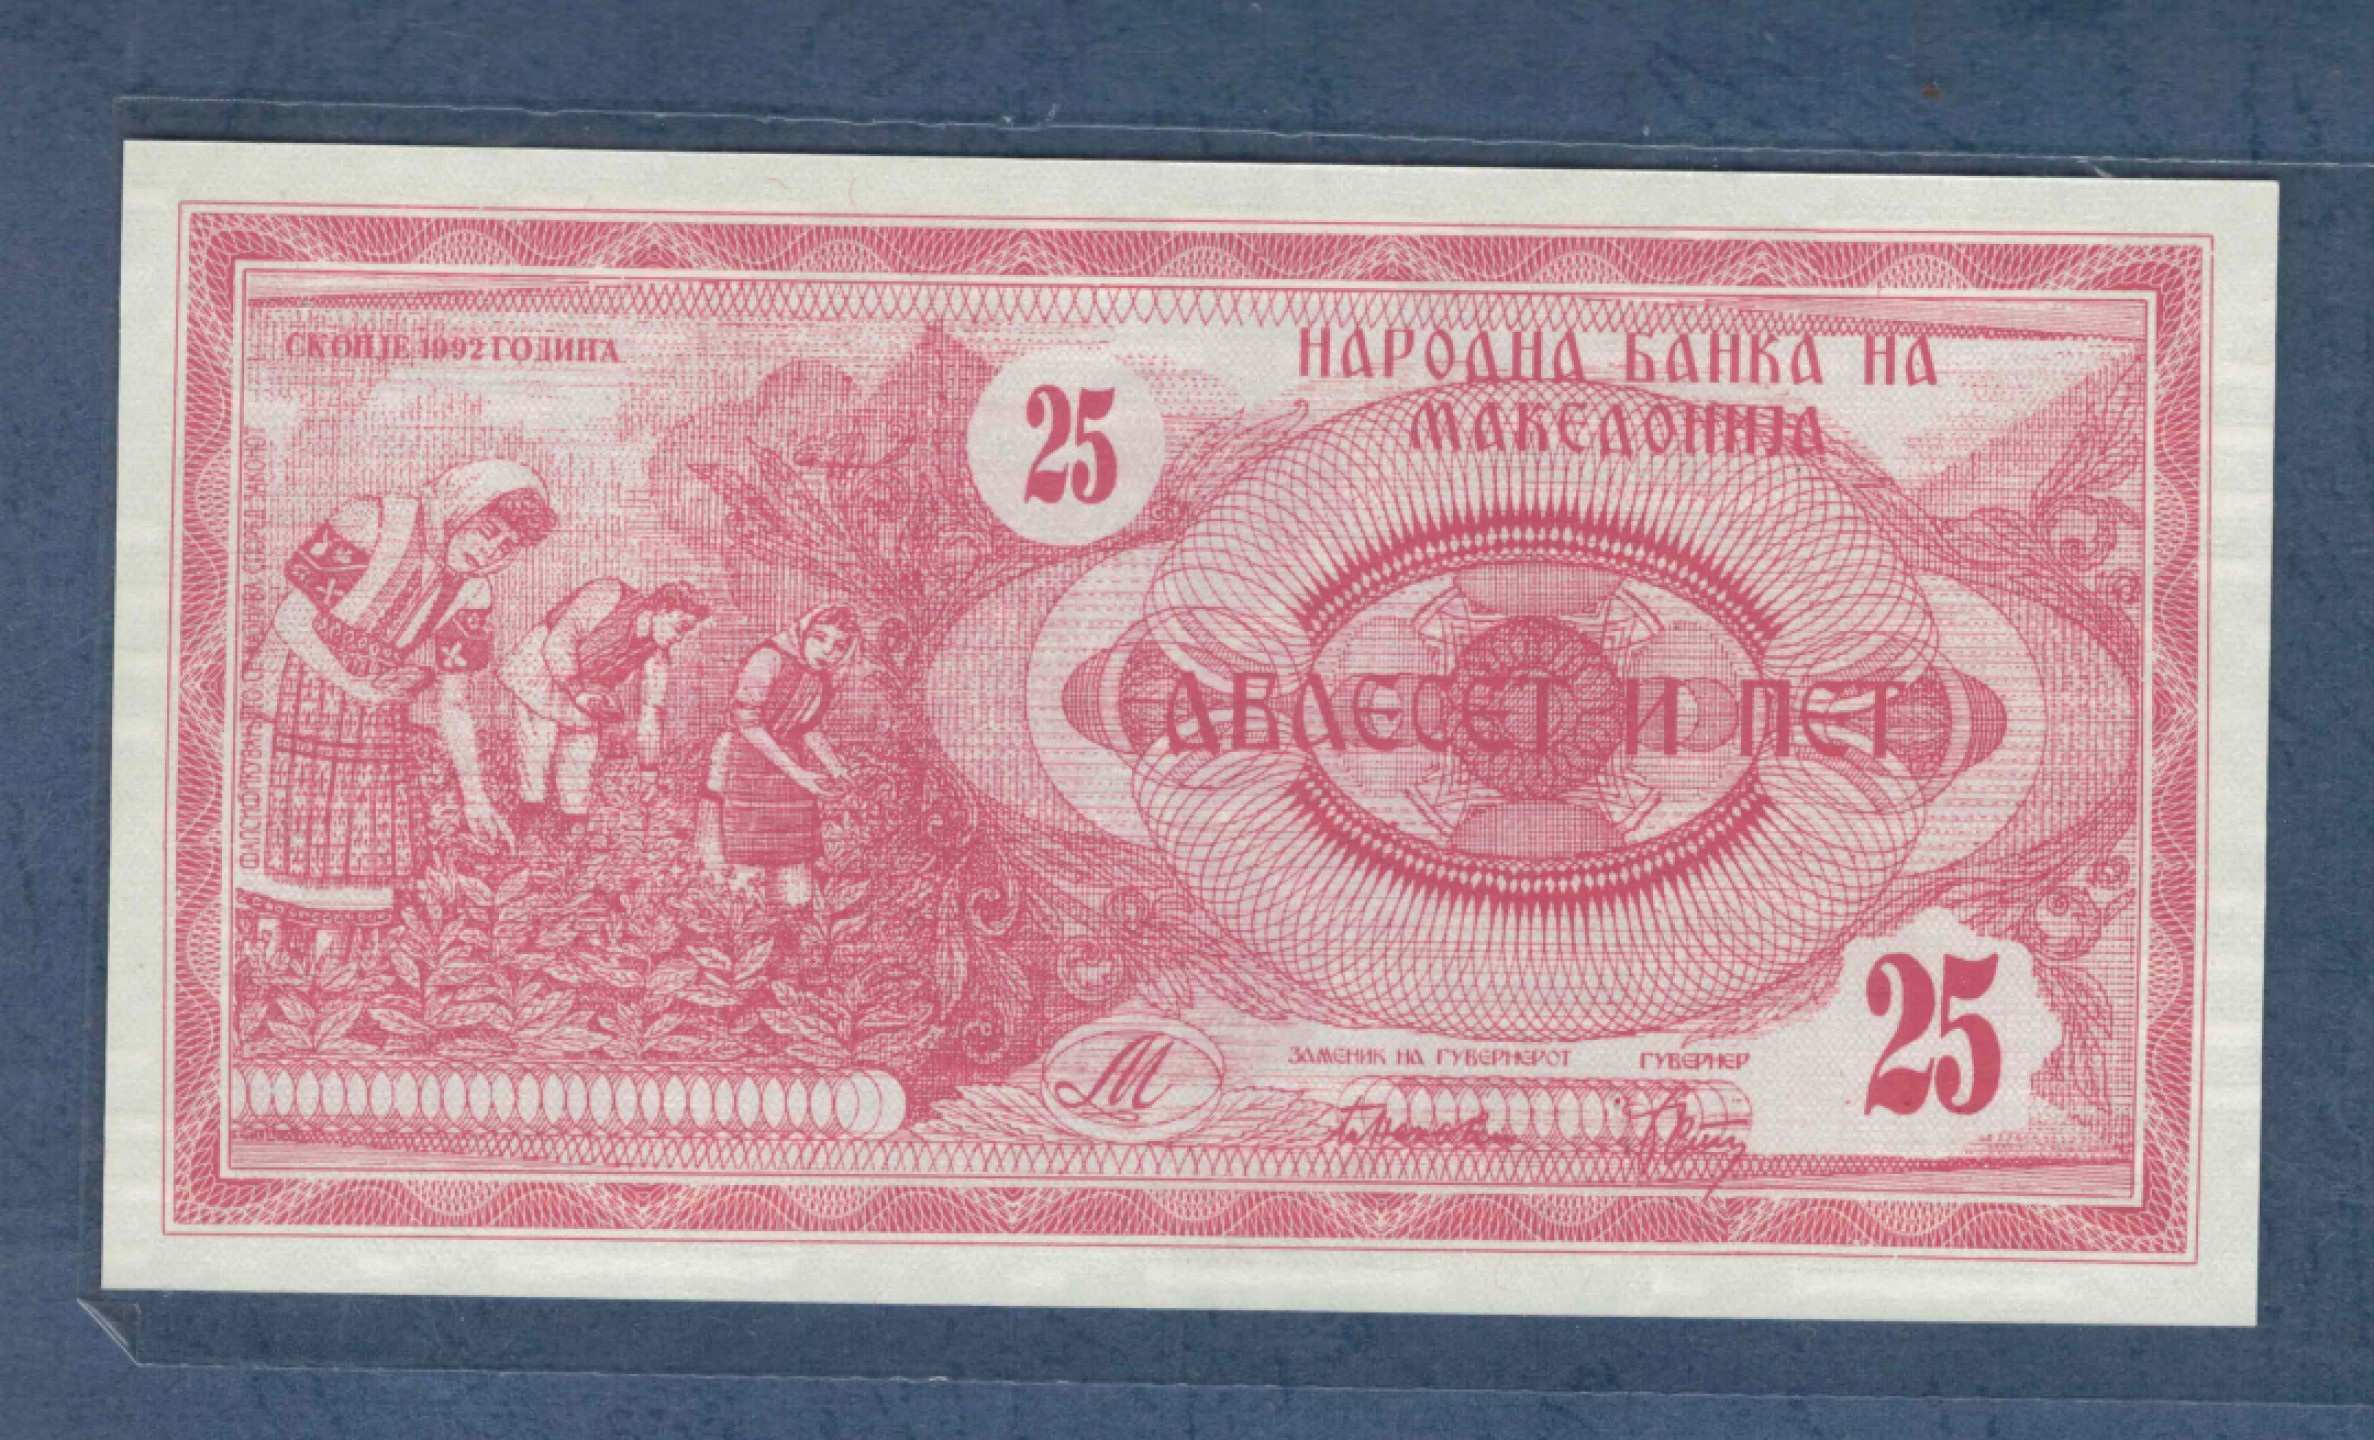 СКОПЈЕ 1992 ГОДИНА
25
НАРОДНА БАНКА НА
МАКЕДОНИЈА
ДВАЕСЕТ И ПЕТ
М
ЗАМЕНИК НА ГУВЕРНЕРОТ
ГУВЕРНЕР
25